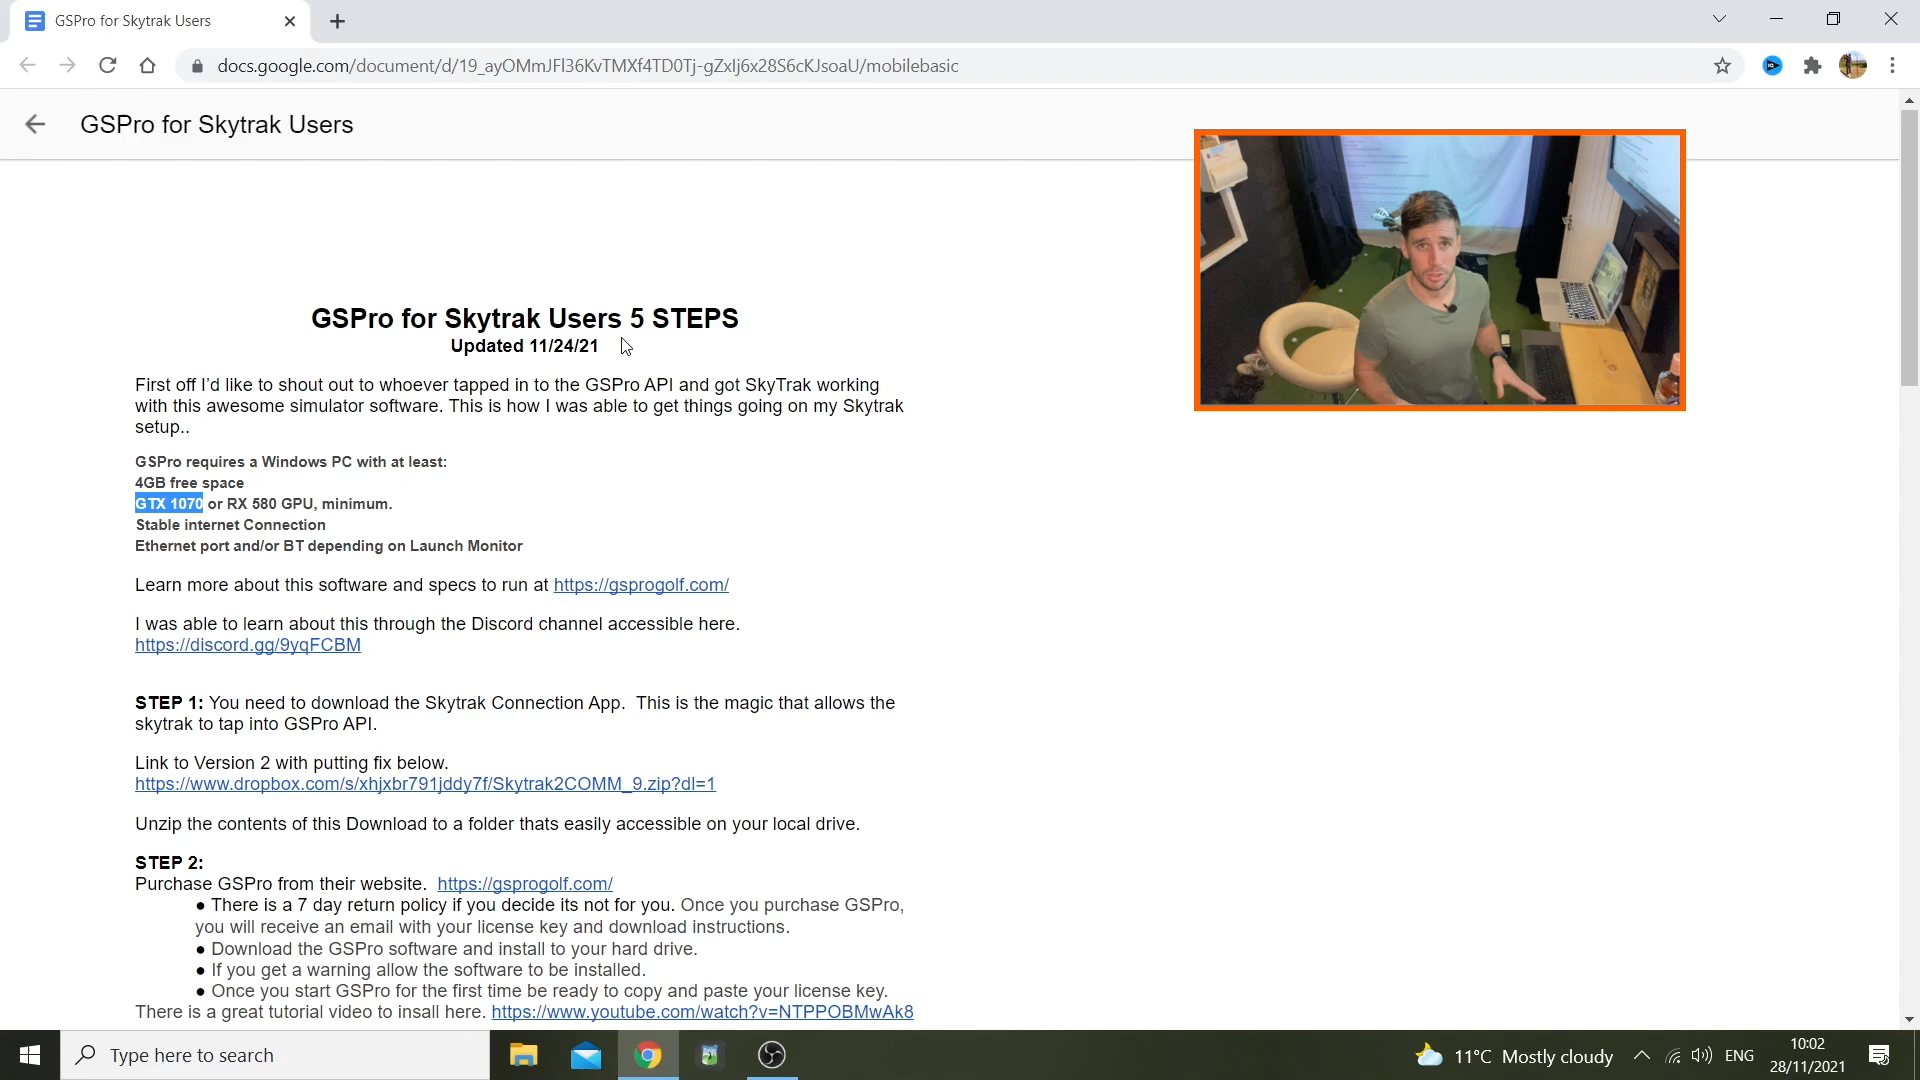 GSPro for Skytrak Users
docs.google.com/document/d/19_ayOMmJFl36KvTMXf4TD0Tj-gZxlj6x28S6cKJsoaU/mobilebasic
GSPro for Skytrak Users
GSPro for Skytrak Users 5 STEPS
Updated 11/24/21
First off I'd like to shout out to whoever tapped in to the GSPro API and got SkyTrak working
with this awesome simulator software. This is how I was able to get things going on my Skytrak
setup..
GSPro requires a Windows PC with at least:
4GB free space
GTX 1070 or RX 580 GPU, minimum.
Stable internet Connection
Ethernet port and/or BT depending on Launch Monitor
Learn more about this software and specs to run at https://gsprogolf.com/
I was able to learn about this through the Discord channel accessible here.
https://discord.gg/9yqFCBM
STEP 1: You need to download the Skytrak Connection App.  This is the magic that allows the
skytrak to tap into GSPro API.
Link to Version 2 with putting fix below.
https://www.dropbox.com/s/xhjxbr791jddy7f/Skytrak2COMM_9.zip?dl=1
Unzip the contents of this Download to a folder thats easily accessible on your local drive.
STEP 2:
Purchase GSPro from their website.  https://gsprogolf.com/
● There is a 7 day return policy if you decide its not for you. Once you purchase GSPro,
you will receive an email with your license key and download instructions.
● Download the GSPro software and install to your hard drive.
● If you get a warning allow the software to be installed.
● Once you start GSPro for the first time be ready to copy and paste your license key.
There is a great tutorial video to insall here. https://www.youtube.com/watch?v=NTPPOBMwAk8
Type here to search
11°C Mostly cloudy
ENG
10:02
28/11/2021